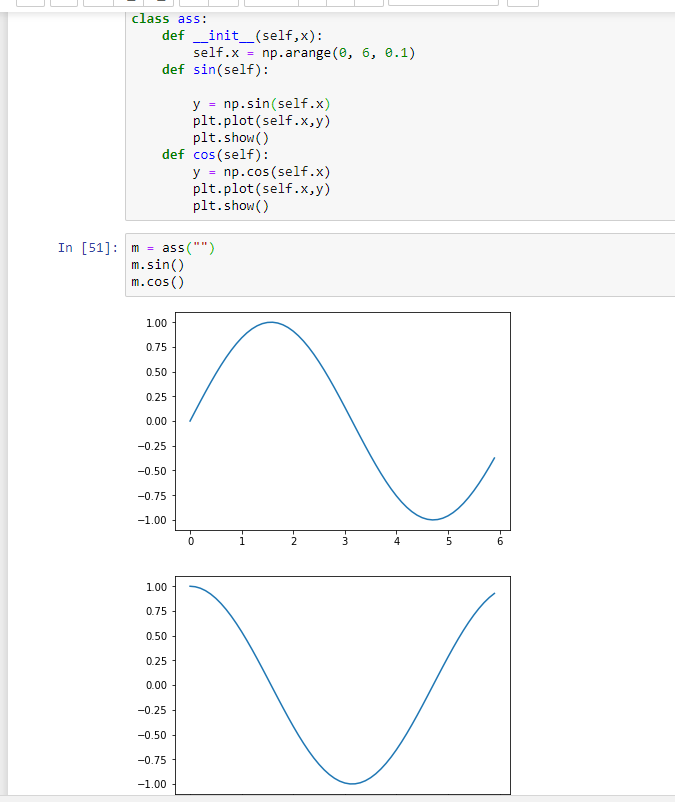 class ass:
    def __init__(self,x):
        self.x = np.arange(0, 6, 0.1)
    def sin(self):
        y = np.sin(self.x)
        plt.plot(self.x,y)
        plt.show()
    def cos(self):
        y = np.cos(self.x)
        plt.plot(self.x,y)
        plt.show()
In [51]: m = ass("")
m.sin()
m.cos()
1.00
0.75
0.50
0.25
0.00
−0.25
−0.50
−0.75
−1.00
0 1 2 3 4 5 6
1.00
0.75
0.50
0.25
0.00
−0.25
−0.50
−0.75
−1.00